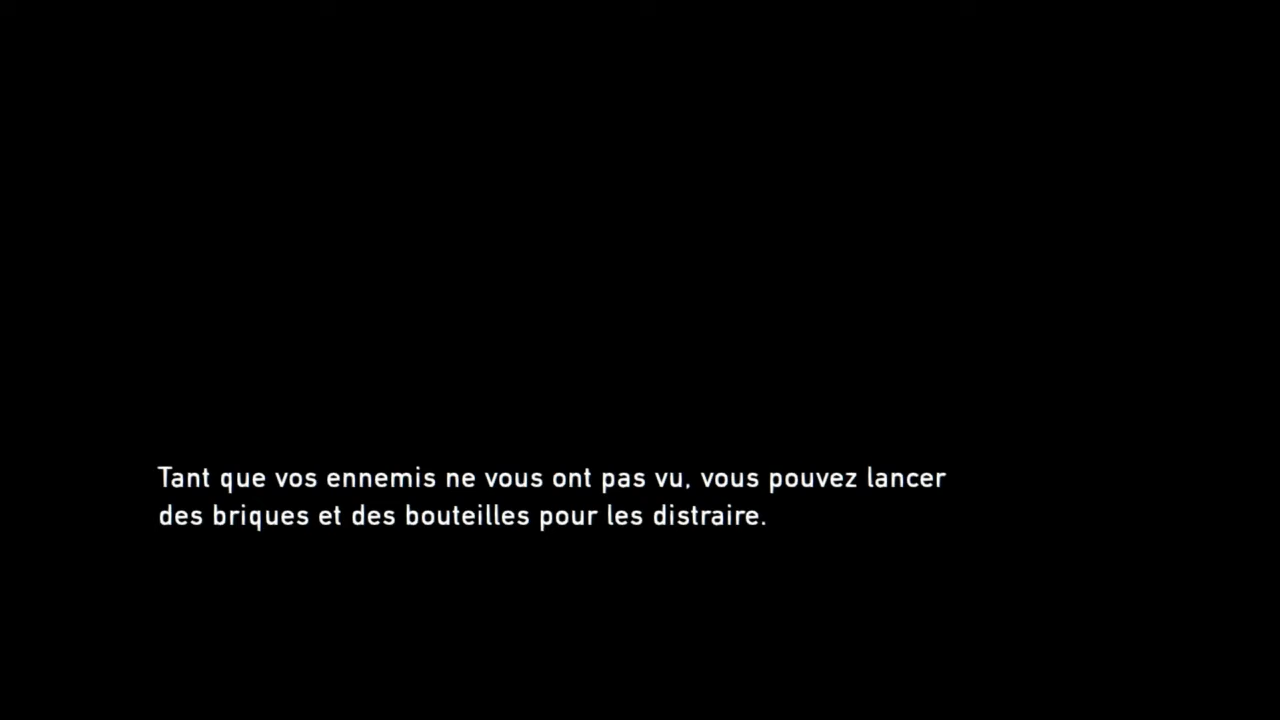 Tant que vos ennemis ne vous ont pas vu, vous pouvez lancer
des briques et des bouteilles pour les distraire.